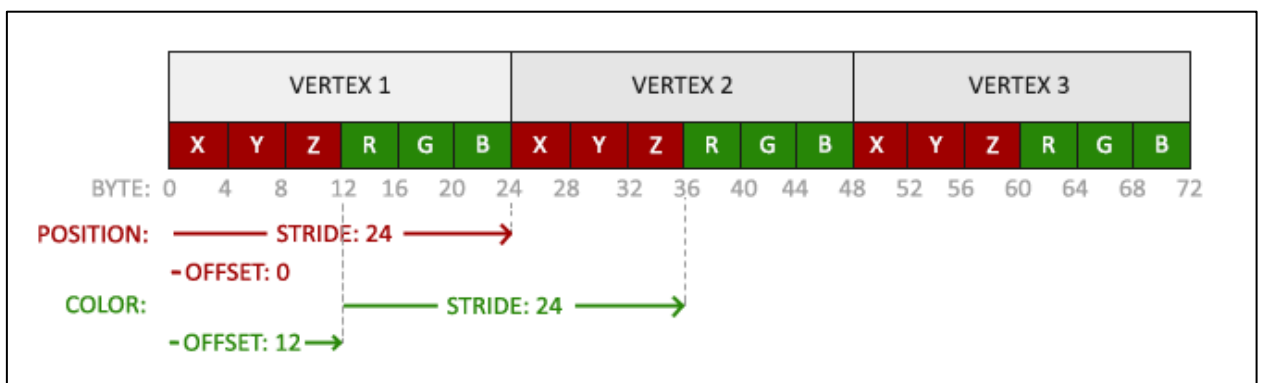 VERTEX 1 VERTEX 2 VERTEX 3
X Y Z R G B X Y Z R G B X Y Z R G B
BYTE: 0 4 8 12 16 20 24 28 32 36 40 44 48 52 56 60 64 68 72
POSITION: STRIDE: 24
-OFFSET: 0
COLOR: STRIDE: 24
-OFFSET: 12